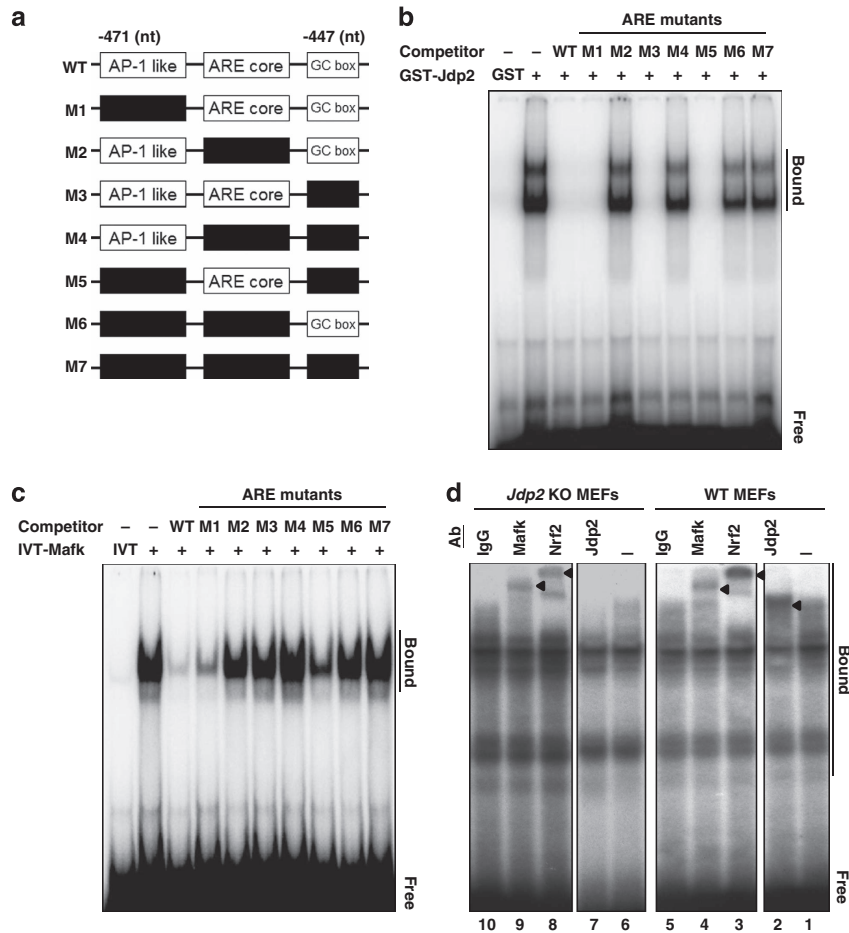 a
-471 (nt) -447 (nt)
WT AP-1 like ARE core GC box
M1 ARE core GC box
M2 AP-1 like GC box
M3 AP-1 like ARE core
M4 AP-1 like
M5 ARE core
M6 GC box
M7
b
ARE mutants
Competitor – – WT M1 M2 M3 M4 M5 M6 M7
GST-Jdp2 GST + + + + + + + + +
Bound
Free
c
ARE mutants
Competitor – – WT M1 M2 M3 M4 M5 M6 M7
IVT-Mafk IVT + + + + + + + + +
Bound
Free
d
Jdp2 KO MEFs WT MEFs
Ab IgG Mafk Nrf2 Jdp2 – IgG Mafk Nrf2 Jdp2 –
Bound
Free
10 9 8 7 6 5 4 3 2 1